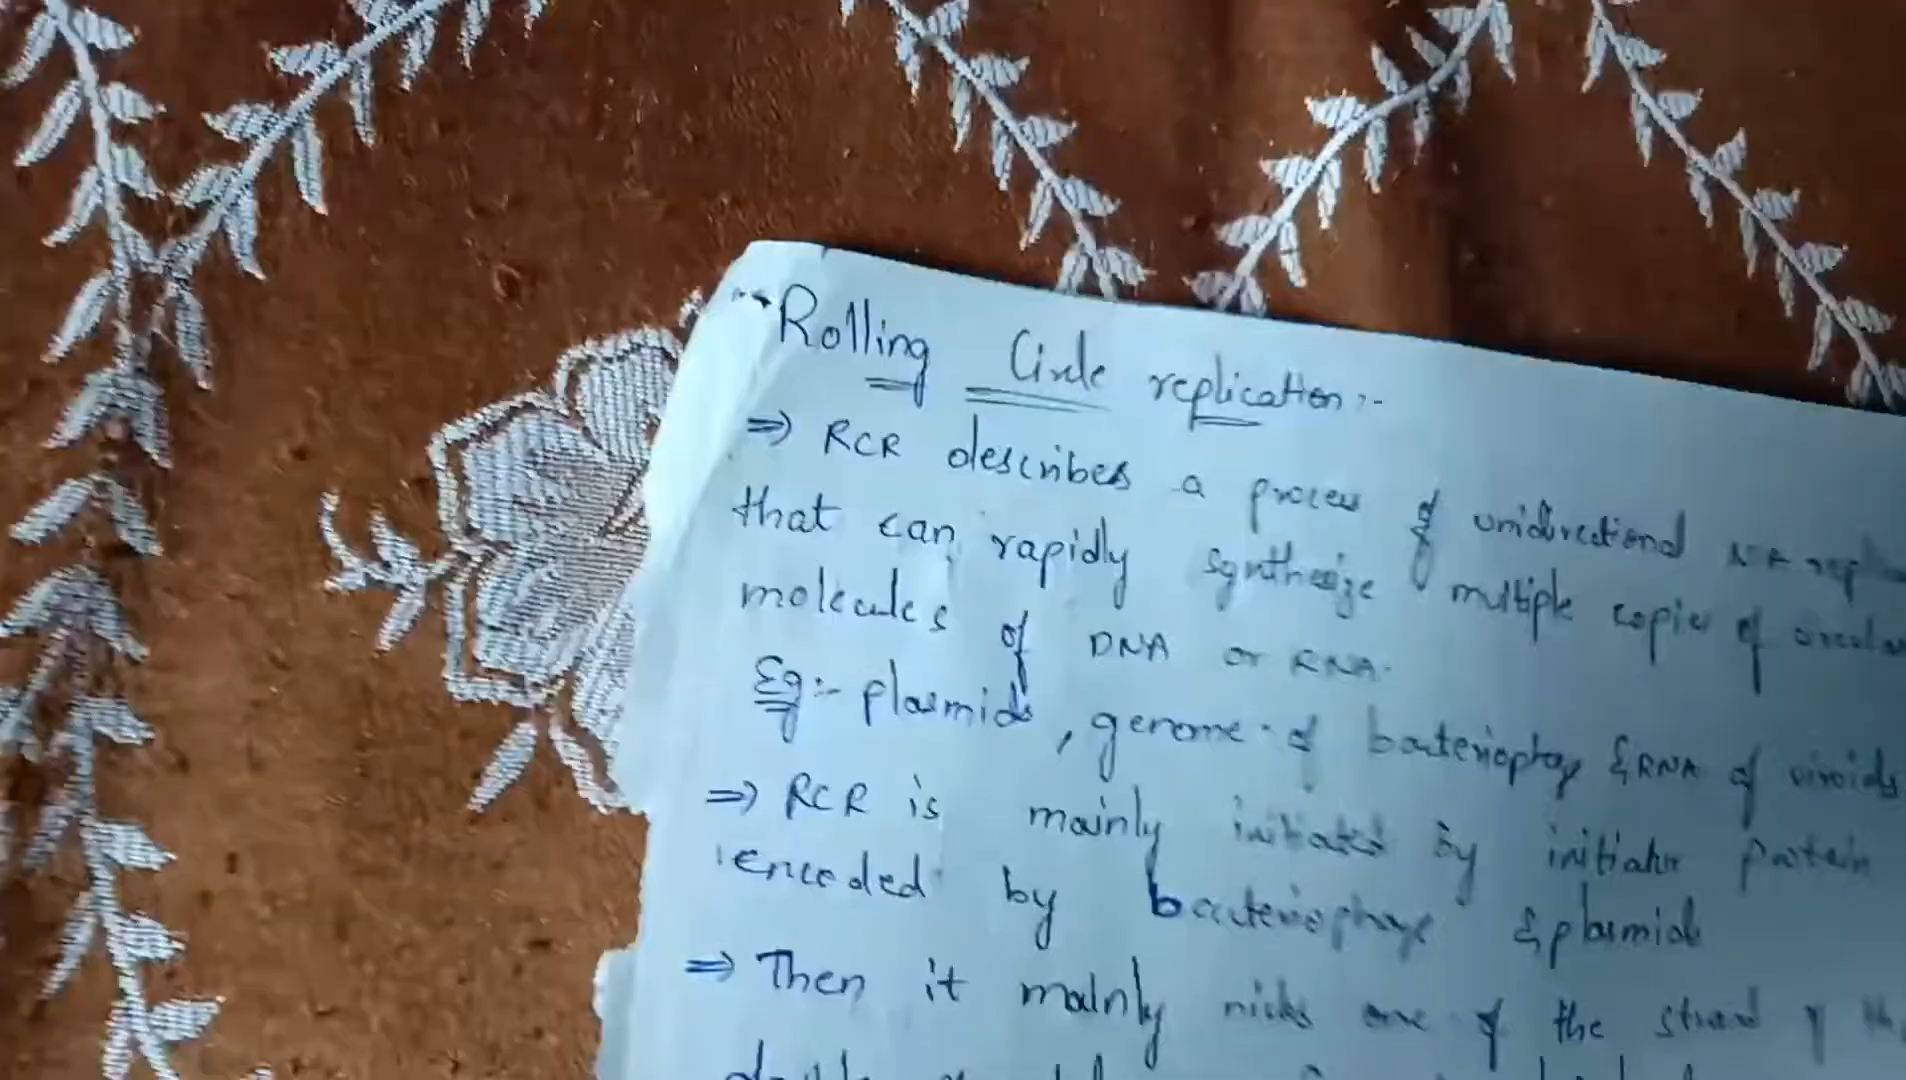 Rolling Circle replication:-
⇒ RCR describes a process of unidirectional
that can rapidly synthesize multiple copies of
molecules of DNA or RNA.
Eg:- plasmids, genome of bacteriophag & RNA of viroids
⇒ RCR is mainly initiated by initiator protein
encoded by bacteriophage & plasmids
⇒ Then it mainly nicks one of the strand